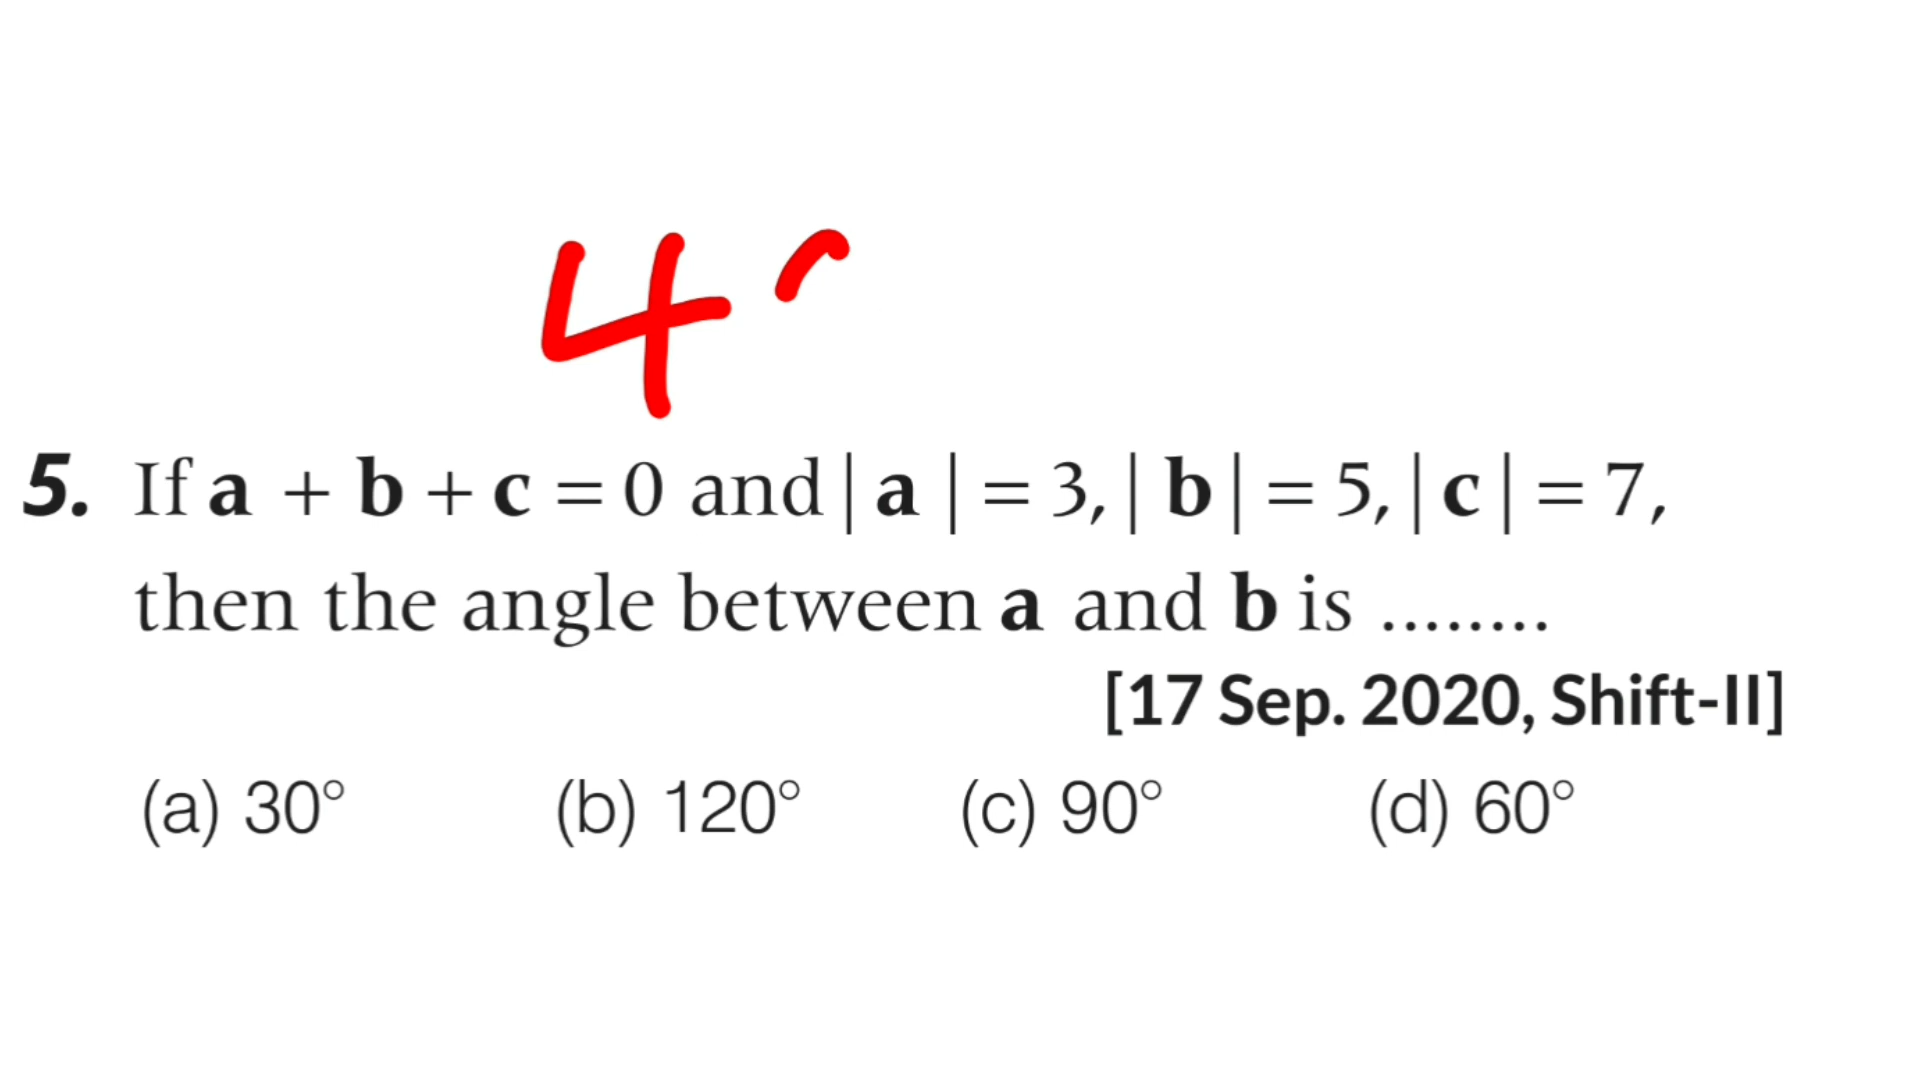 4
5. If a + b + c = 0 and | a | = 3, | b | = 5, | c | = 7,
then the angle between a and b is ........
[17 Sep. 2020, Shift-II]
(a) 30° (b) 120° (c) 90° (d) 60°